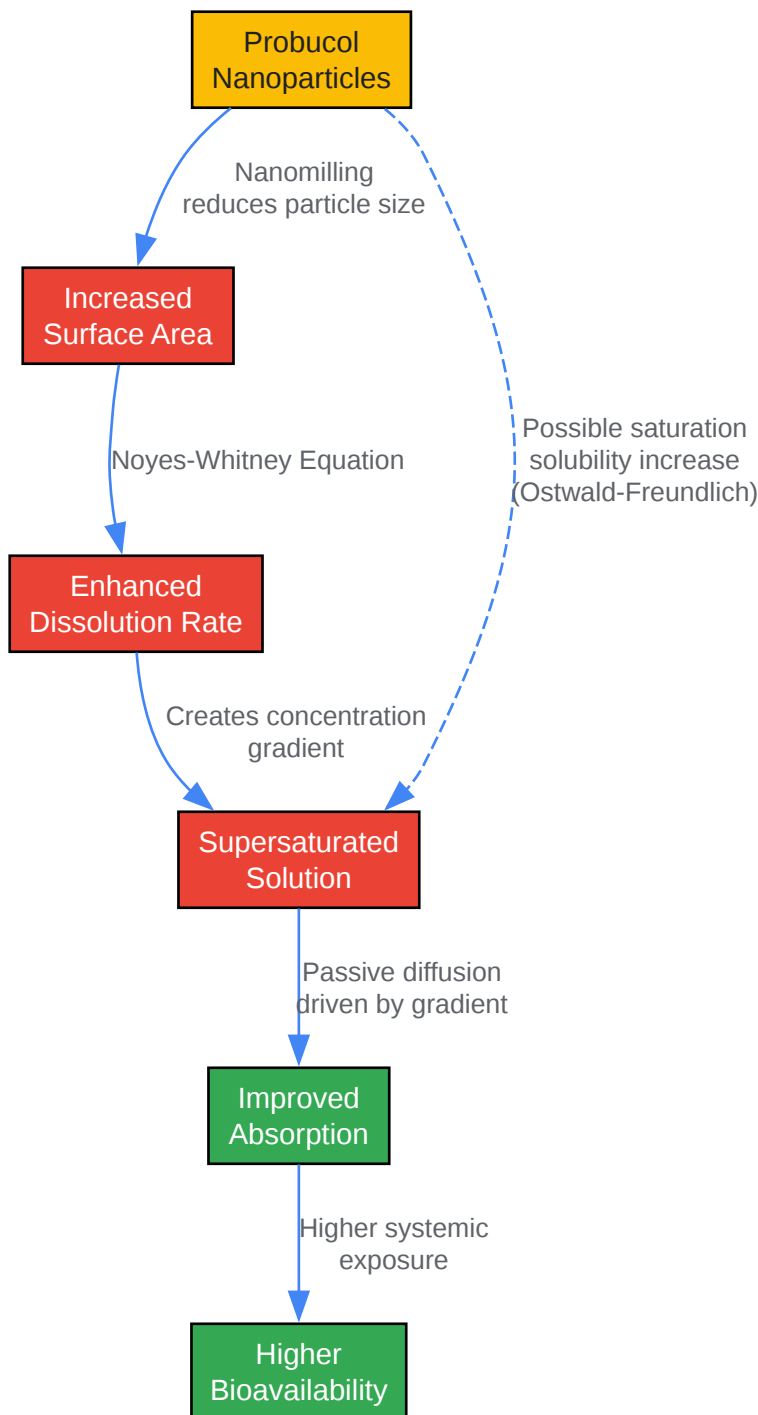 Probucol
Nanoparticles
Nanomilling
reduces particle size
Increased
Surface Area
Possible saturation
solubility increase
(Ostwald-Freundlich)
Noyes-Whitney Equation
Enhanced
Dissolution Rate
Creates concentration
gradient
Supersaturated
Solution
Passive diffusion
driven by gradient
Improved
Absorption
Higher systemic
exposure
Higher
Bioavailability